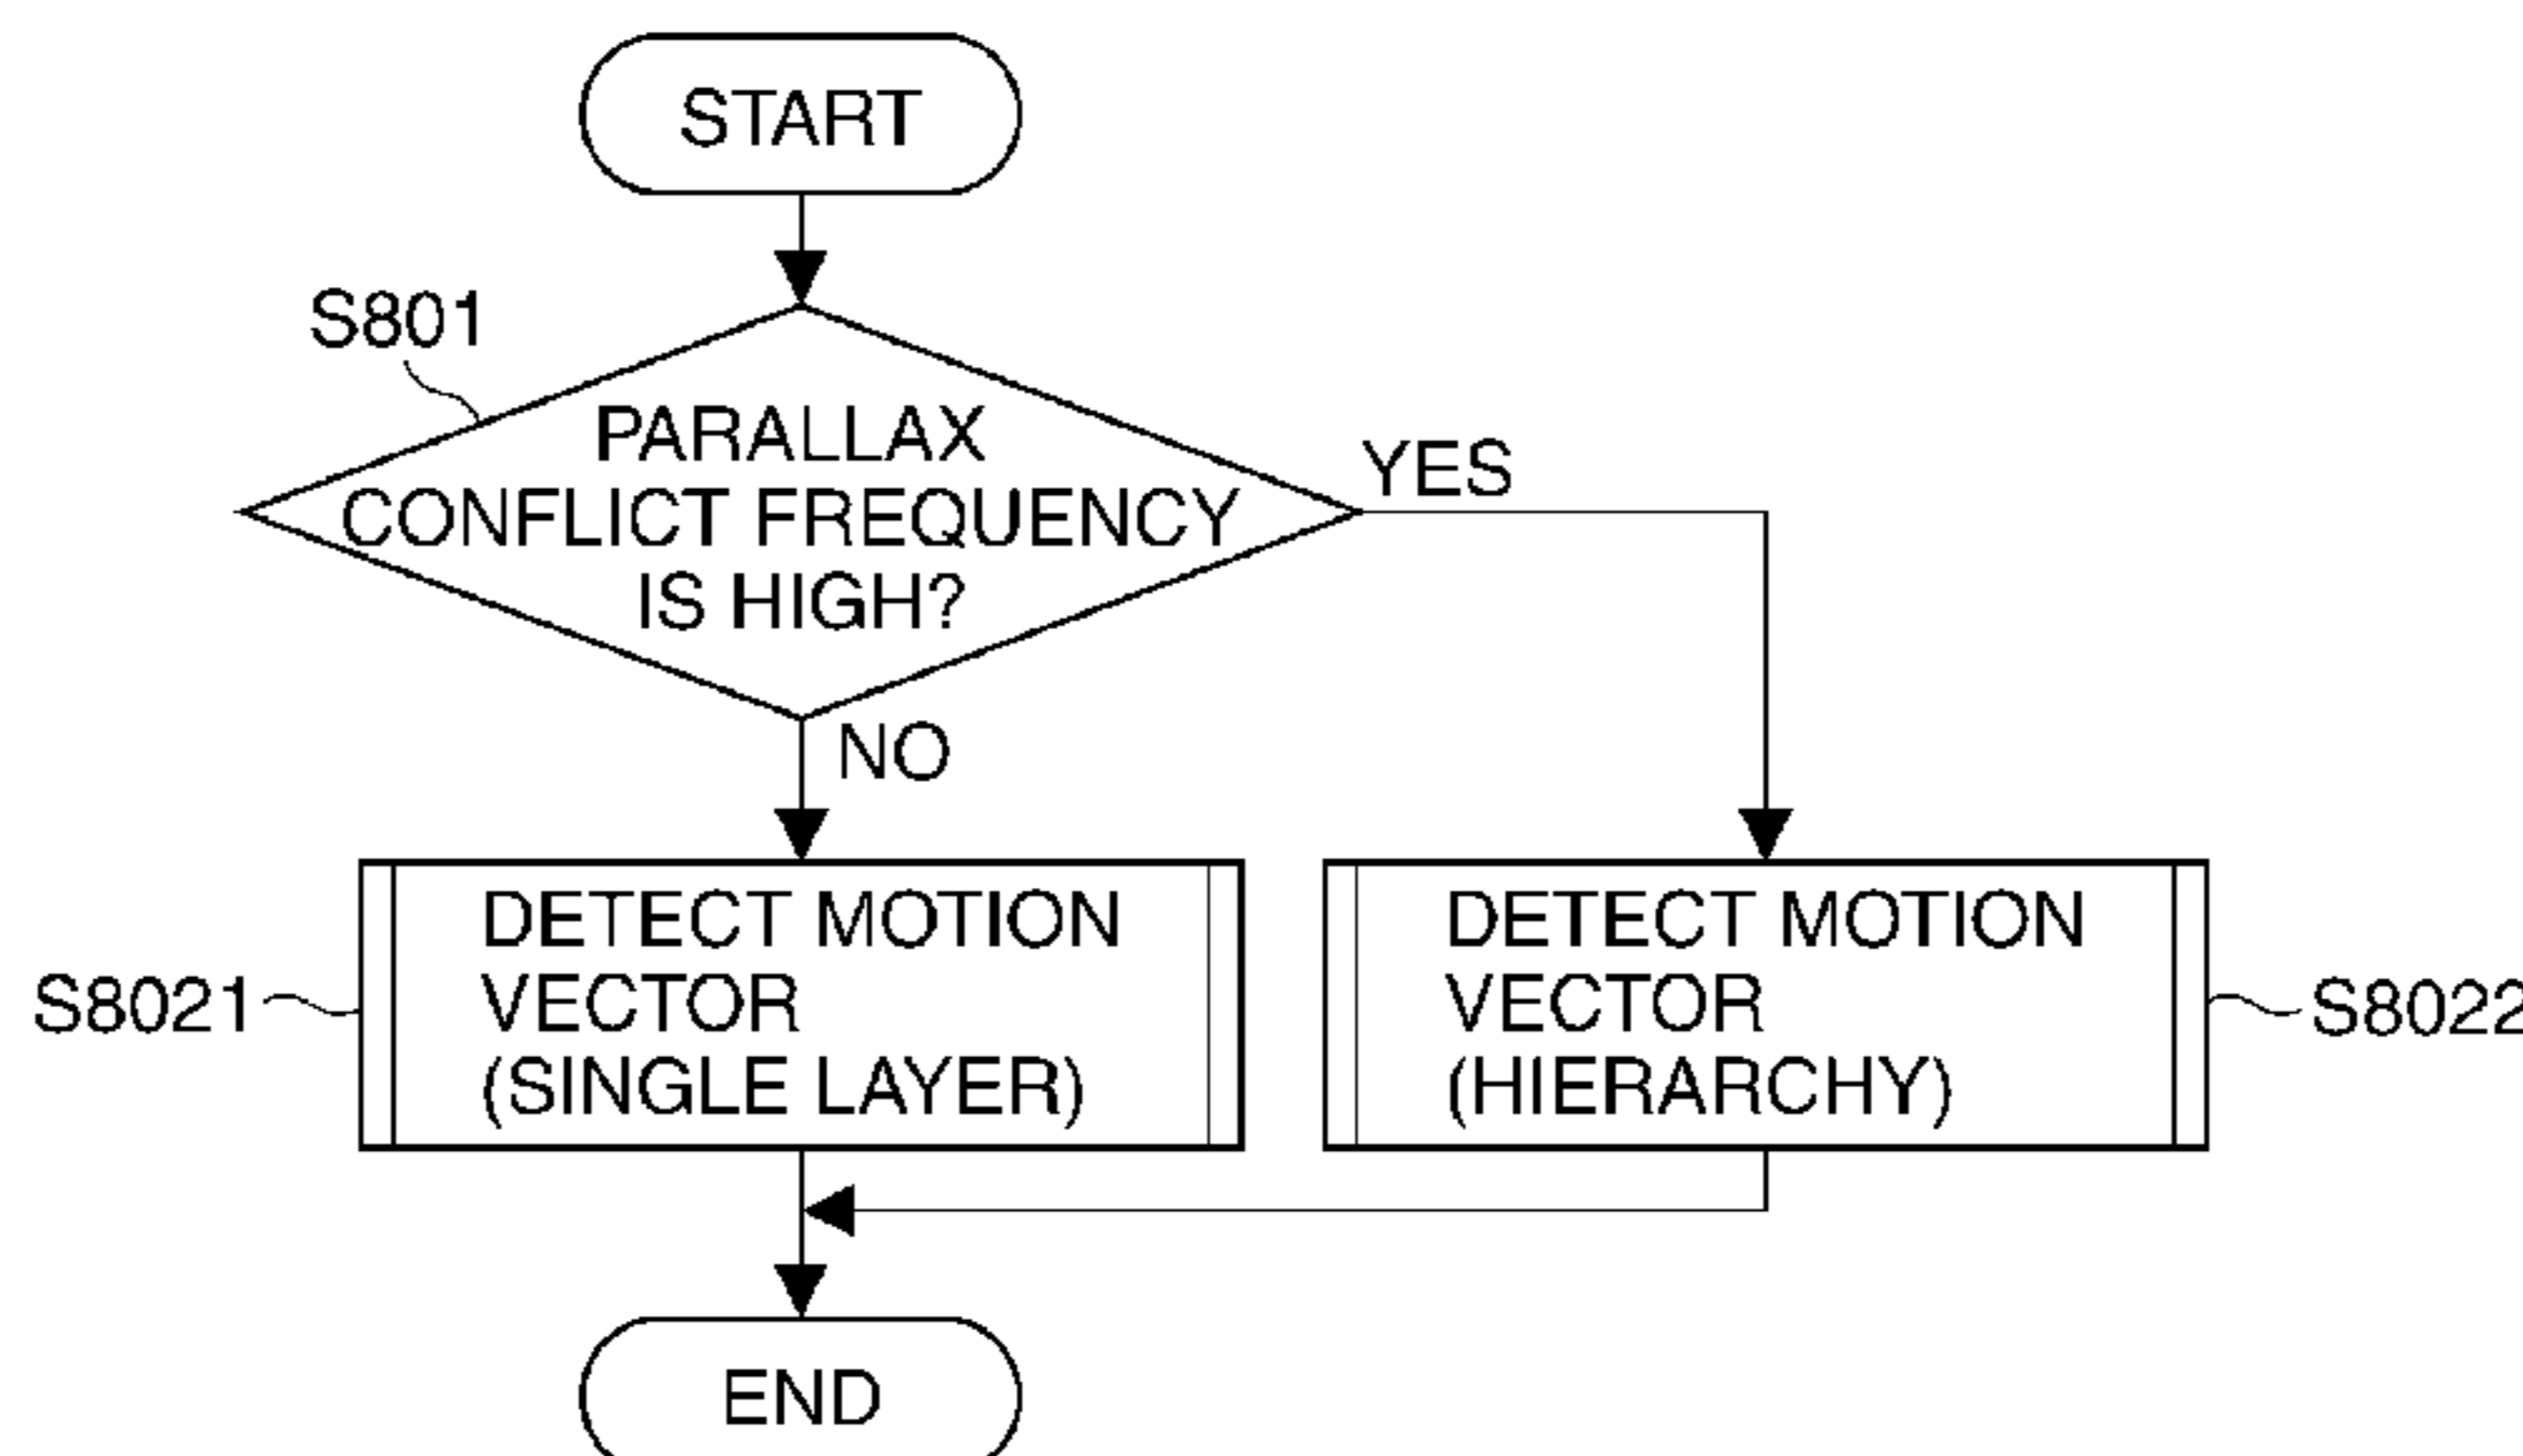 START
S801
PARALLAX
CONFLICT FREQUENCY
IS HIGH?
YES
NO
DETECT MOTION
VECTOR
(SINGLE LAYER)
S8021
DETECT MOTION
VECTOR
(HIERARCHY)
S8022
END